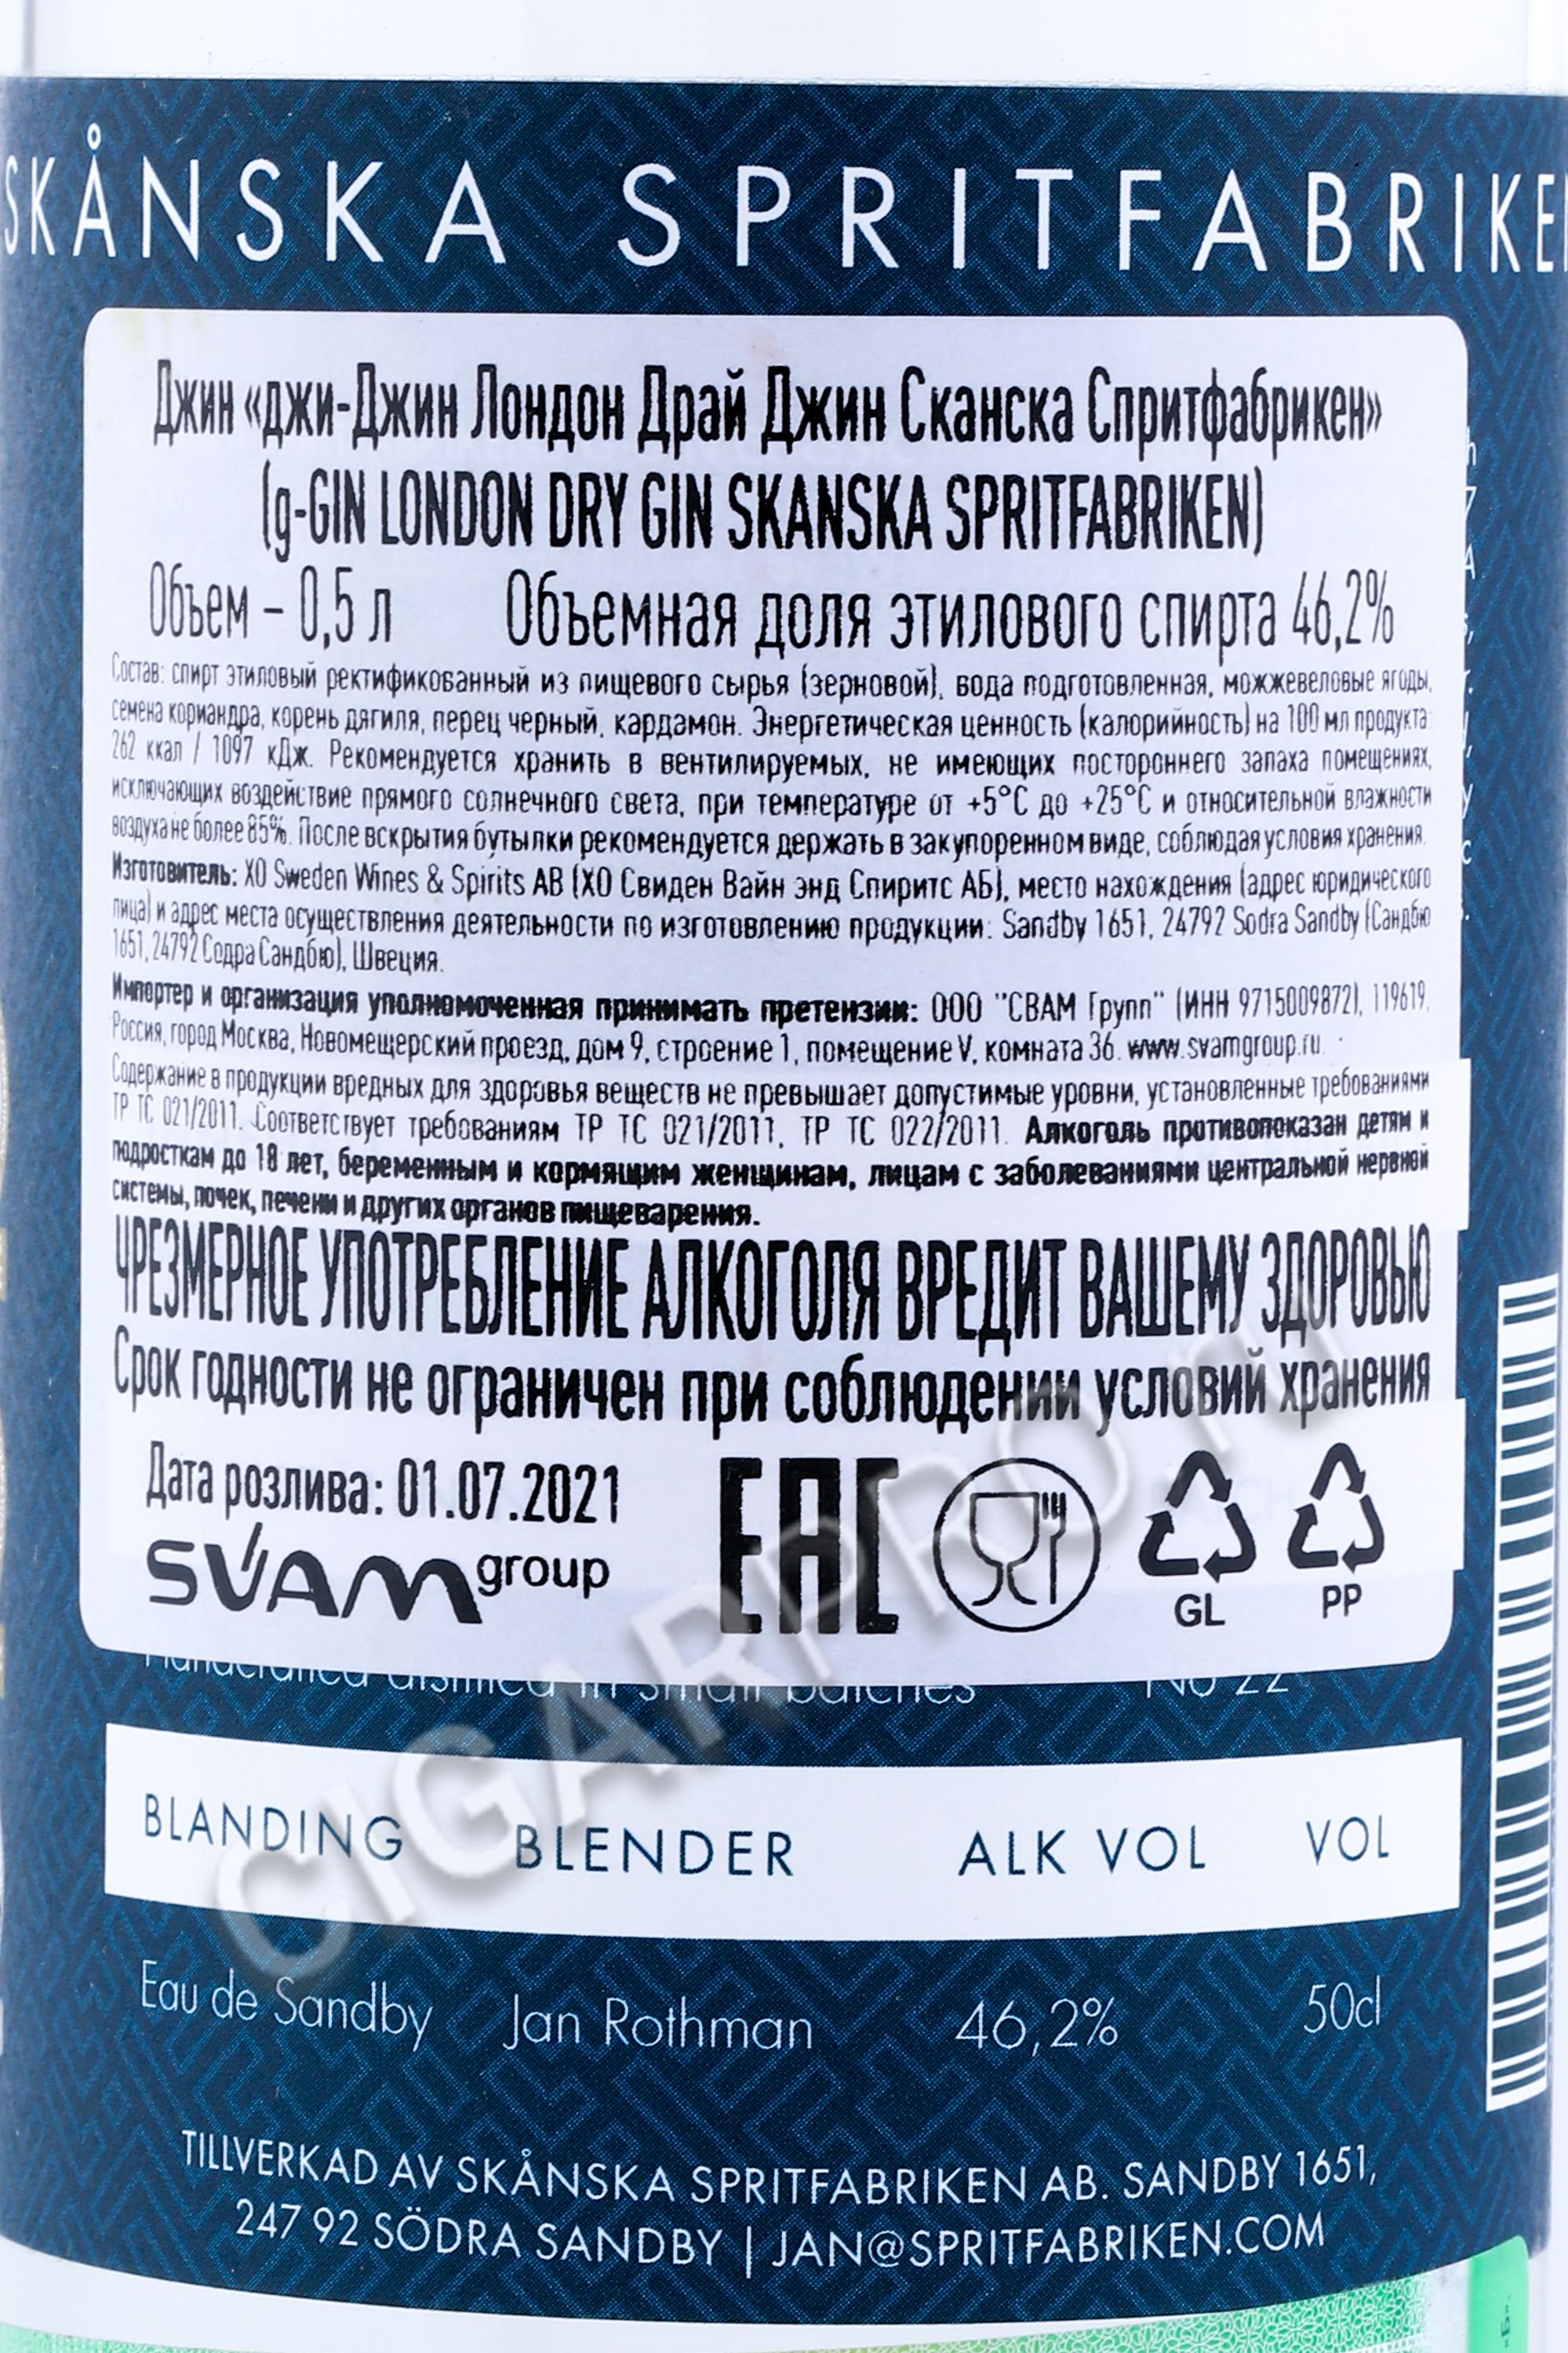 SKÅNSKA SPRITFABRIKE
Джин «джи-Джин Лондон Драй Джин Сканска Спритфабрикен»
(g-GIN LONDON DRY GIN SKANSKA SPRITFABRIKEN)
Объем – 0,5 л Объемная доля этилового спирта 46,2%
Состав: спирт этиловый ректификованный из пищевого сырья (зерновой), вода подготовленная, можжевеловые ягоды,
семена кориандра, корень дягиля, перец черный, кардамон. Энергетическая ценность (калорийность) на 100 мл продукта:
262 ккал / 1097 кДж. Рекомендуется хранить в вентилируемых, не имеющих постороннего запаха помещениях,
исключающих воздействие прямого солнечного света, при температуре от +5°С до +25°С и относительной влажности
воздуха не более 85%. После вскрытия бутылки рекомендуется держать в закупоренном виде, соблюдая условия хранения.
Изготовитель: XO Sweden Wines & Spirits AB (ХО Свиден Вайн энд Спиритс АБ), место нахождения (адрес юридического
лица) и адрес места осуществления деятельности по изготовлению продукции: Sandby 1651, 24792 Sodra Sandby (Сандбю
1651, 24792 Содра Сандбю), Швеция.
Импортер и организация уполномоченная принимать претензии: ООО "СВАМ Групп" (ИНН 9715009872), 119619,
Россия, город Москва, Новомещерский проезд, дом 9, строение 1, помещение V, комната 36. www.svamgroup.ru.
Содержание в продукции вредных для здоровья веществ не превышает допустимые уровни, установленные требованиями
ТР ТС 021/2011. Соответствует требованиям ТР ТС 021/2011, ТР ТС 022/2011. Алкоголь противопоказан детям и
подросткам до 18 лет, беременным и кормящим женщинам, лицам с заболеваниями центральной нервной
системы, почек, печени и других органов пищеварения.
ЧРЕЗМЕРНОЕ УПОТРЕБЛЕНИЕ АЛКОГОЛЯ ВРЕДИТ ВАШЕМУ ЗДОРОВЬЮ
Срок годности не ограничен при соблюдении условий хранения
Дата розлива: 01.07.2021
SVAM group EAC GL PP
Handcrafted distilled in small batches No 22
BLANDING BLENDER ALK VOL VOL
Eau de Sandby Jan Rothman 46,2% 50cl
TILLVERKAD AV SKÅNSKA SPRITFABRIKEN AB. SANDBY 1651,
247 92 SÖDRA SANDBY | JAN@SPRITFABRIKEN.COM
CIGARPRO.ru